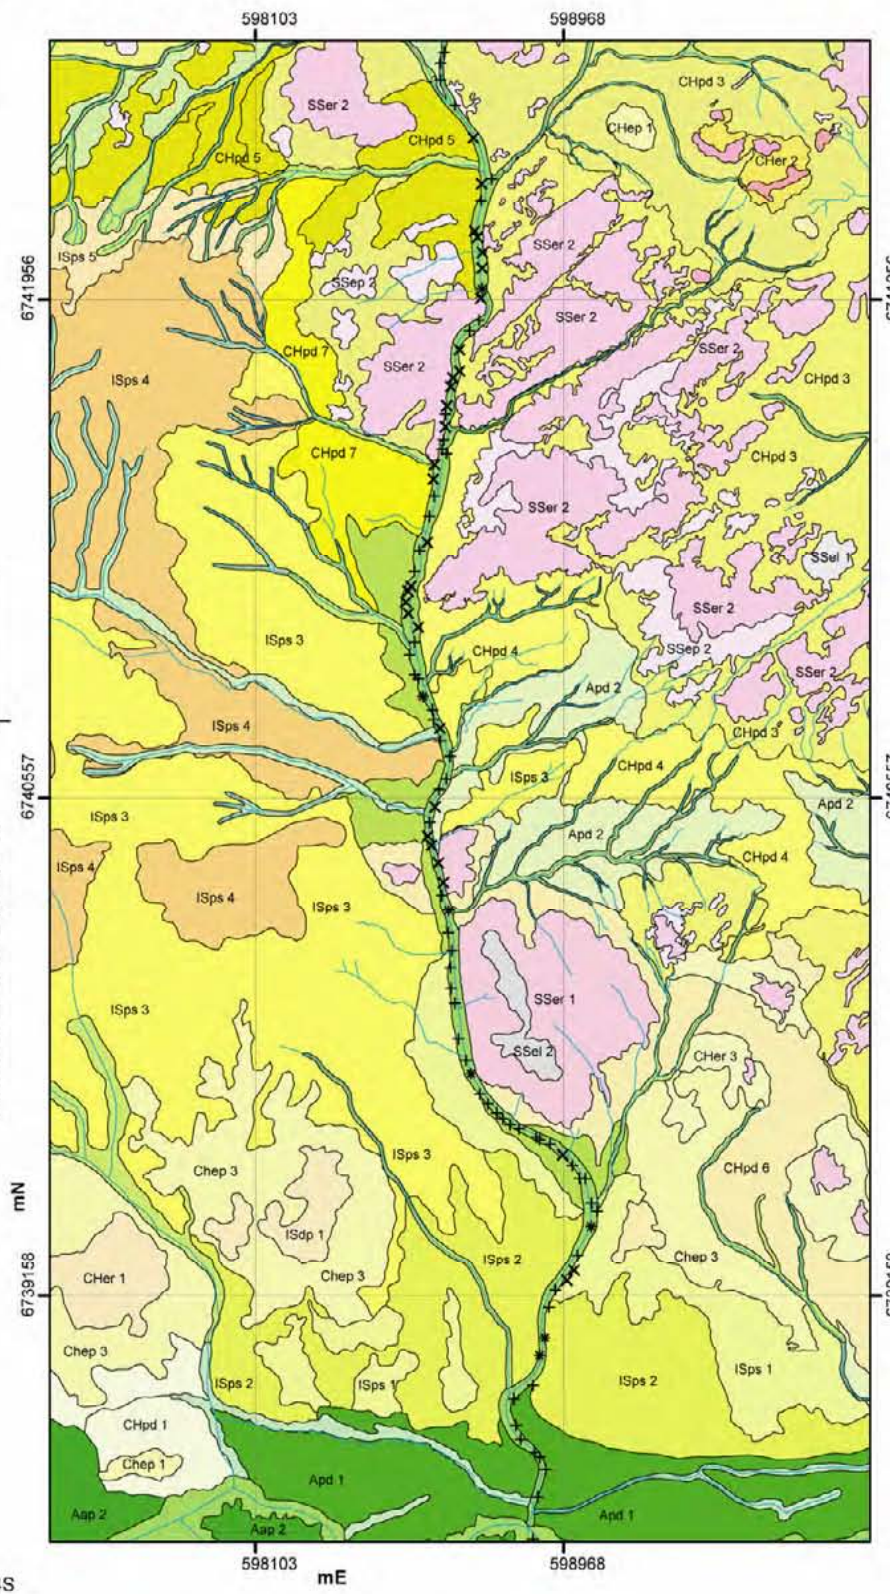 598103
598968
CHpd 3
SSer 2
CHep 1
CHpd 5
CHpd 5
CHer 2
SSer 2
ISps 5
SSep 2
6741956
SSer 2
CHpd 7
SSer 2
SSer 2
ISps 4
CHpd 3
CHpd 7
CHpd 3
SSer 2
SSel 1
SSer 2
ISps 3
CHpd 4
SSep 2
SSer 2
Apd 2
ISps 4
CHpd 3
CHpd 4
ISps 3
6740557
Apd 2
ISps 3
Apd 2
CHpd 4
ISps 4
ISps 4
ISps 3
SSer 1
ISps 3
SSel 2
CHer 3
ISps 3
CHpd 6
Chep 3
mN
ISdp 1
ISps 2
Chep 3
CHer 1
Chep 3
6739158
Chep 3
ISps 2
ISps 1
ISps 2
ISps 1
CHpd 1
Chep 1
Apd 1
Aap 2
Aap 2
Apd 1
598103
598968
mE